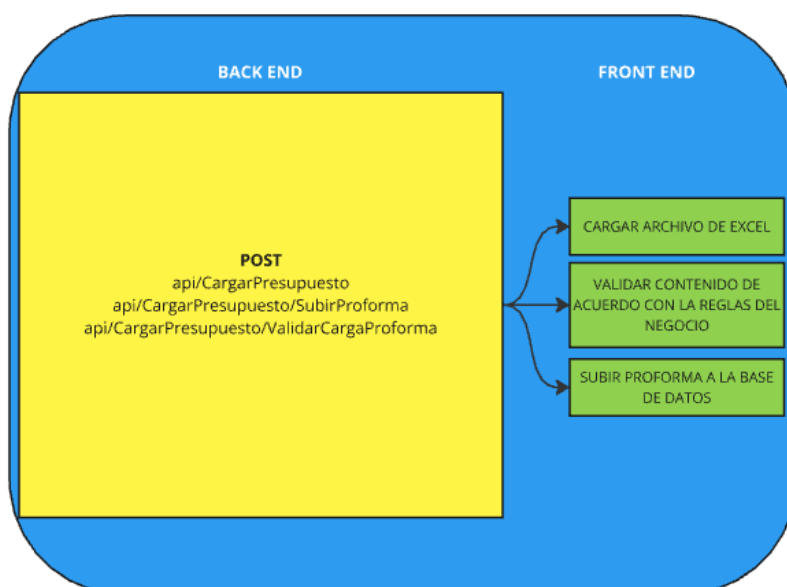 BACK END
FRONT END
POST
api/CargarPresupuesto
api/CargarPresupuesto/SubirProforma
api/CargarPresupuesto/ValidarCargaProforma
CARGAR ARCHIVO DE EXCEL
VALIDAR CONTENIDO DE
ACUERDO CON LA REGLAS DEL
NEGOCIO
SUBIR PROFORMA A LA BASE
DE DATOS